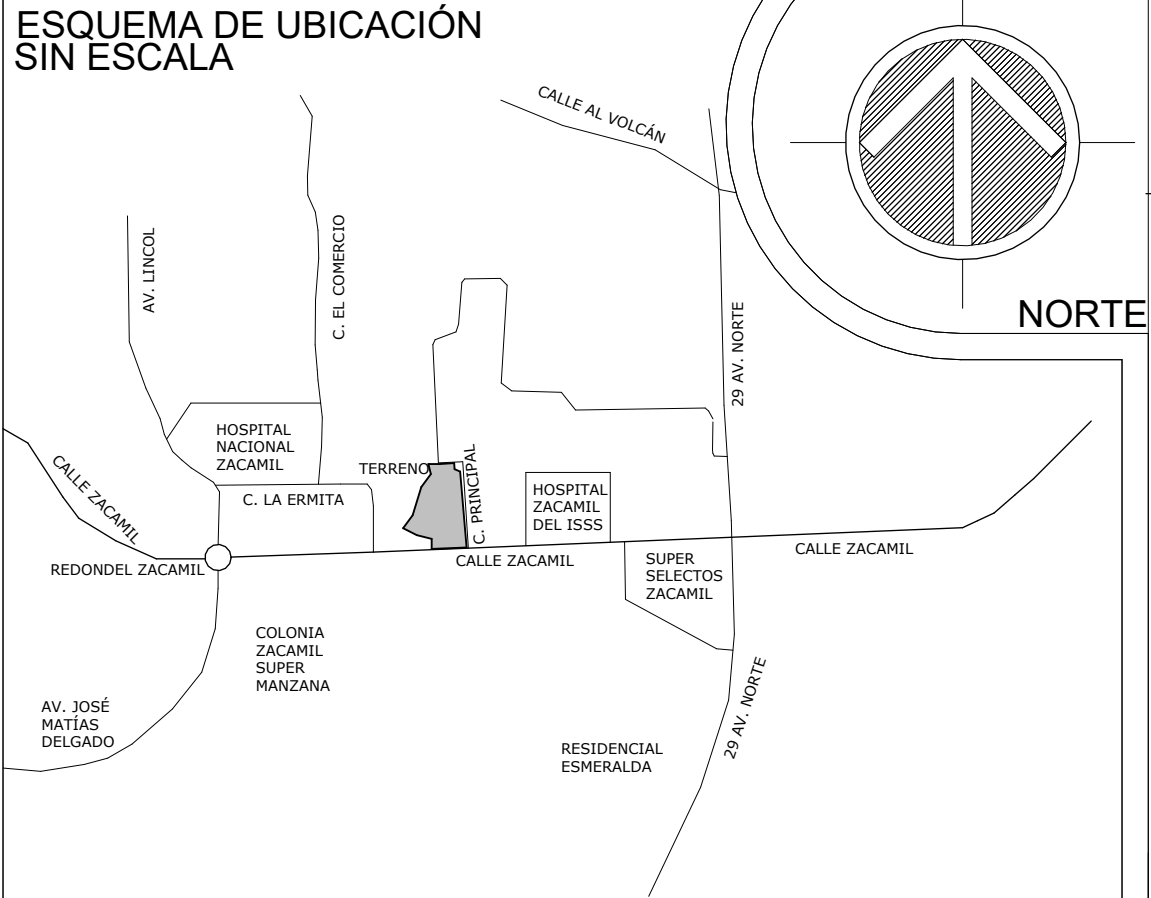 ESQUEMA DE UBICACIÓN
SIN ESCALA
NORTE
CALLE AL VOLCÁN
AV. LINCOL
C. EL COMERCIO
29 AV. NORTE
HOSPITAL
NACIONAL
ZACAMIL
CALLE ZACAMIL
TERRENO
C. PRINCIPAL
C. LA ERMITA
HOSPITAL
ZACAMIL
DEL ISSS
REDONDEL ZACAMIL
CALLE ZACAMIL
SUPER
SELECTOS
ZACAMIL
CALLE ZACAMIL
COLONIA
ZACAMIL
SUPER
MANZANA
AV. JOSÉ
MATÍAS
DELGADO
RESIDENCIAL
ESMERALDA
29 AV. NORTE